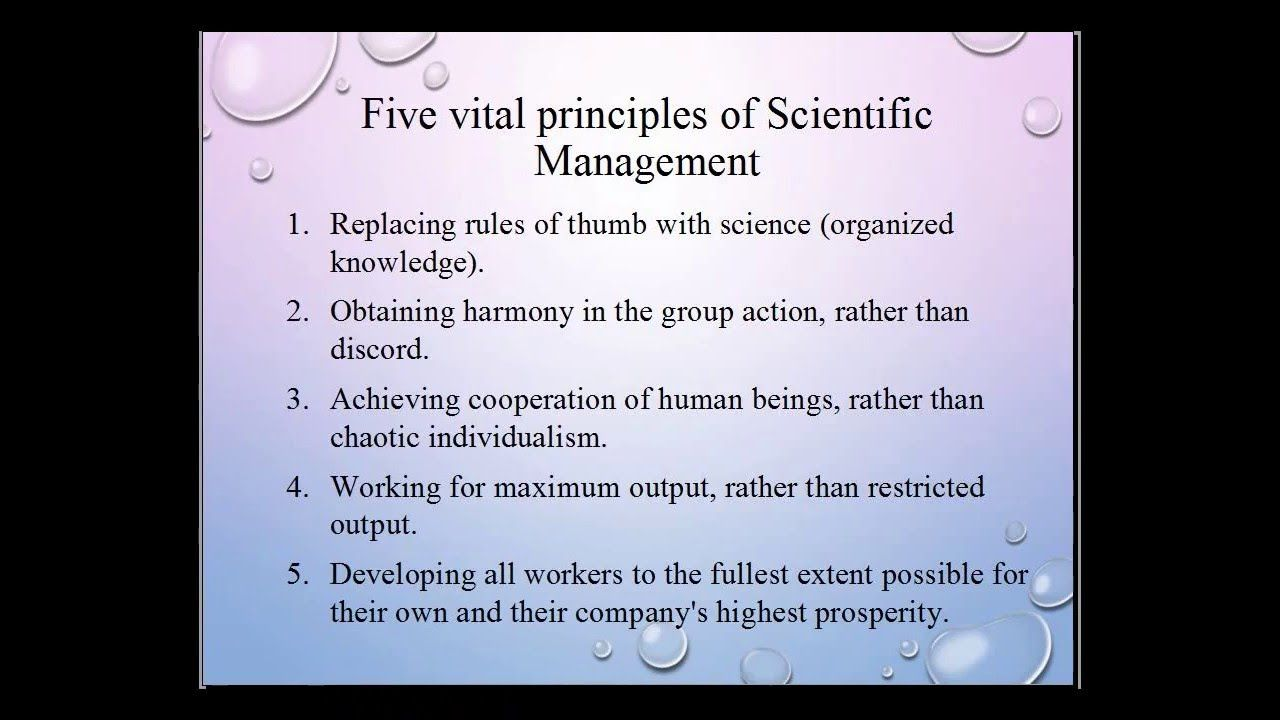 Five vital principles of Scientific
Management
1. Replacing rules of thumb with science (organized
knowledge).
2. Obtaining harmony in the group action, rather than
discord.
3. Achieving cooperation of human beings, rather than
chaotic individualism.
4. Working for maximum output, rather than restricted
output.
5. Developing all workers to the fullest extent possible for
their own and their company's highest prosperity.